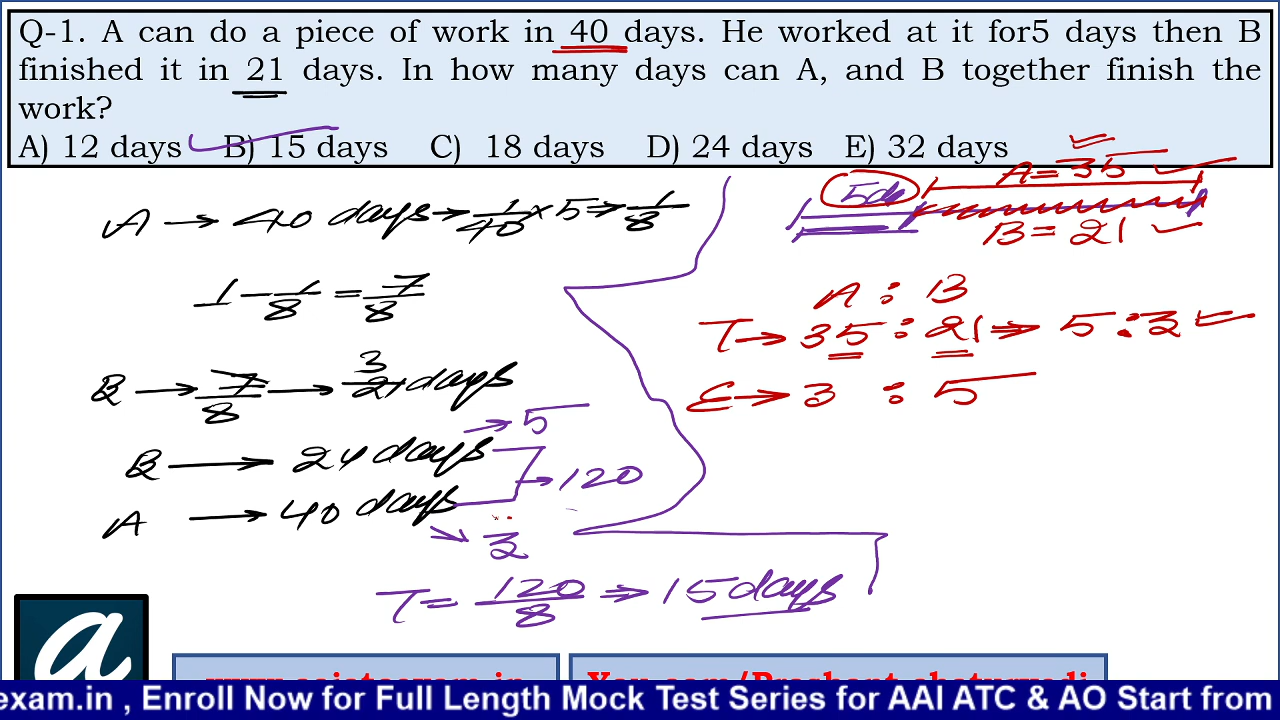 Q-1. A can do a piece of work in 40 days. He worked at it for5 days then B
finished it in 21 days. In how many days can A, and B together finish the
work?
A) 12 days B) 15 days C) 18 days D) 24 days E) 32 days
A → 40 days → 1/40 × 5 ⇒ 1/8
1 - 1/8 = 7/8
B → 7/8 → 21 days
3
B → 24 days
A → 40 days
→ 5
→ 120
→ 3
T = 120/8 ⇒ 15 days
A = 35
B = 21
A : B
T → 35 : 21 ⇒ 5 : 3
E → 3 : 5
a
exam.in , Enroll Now for Full Length Mock Test Series for AAI ATC & AO Start from